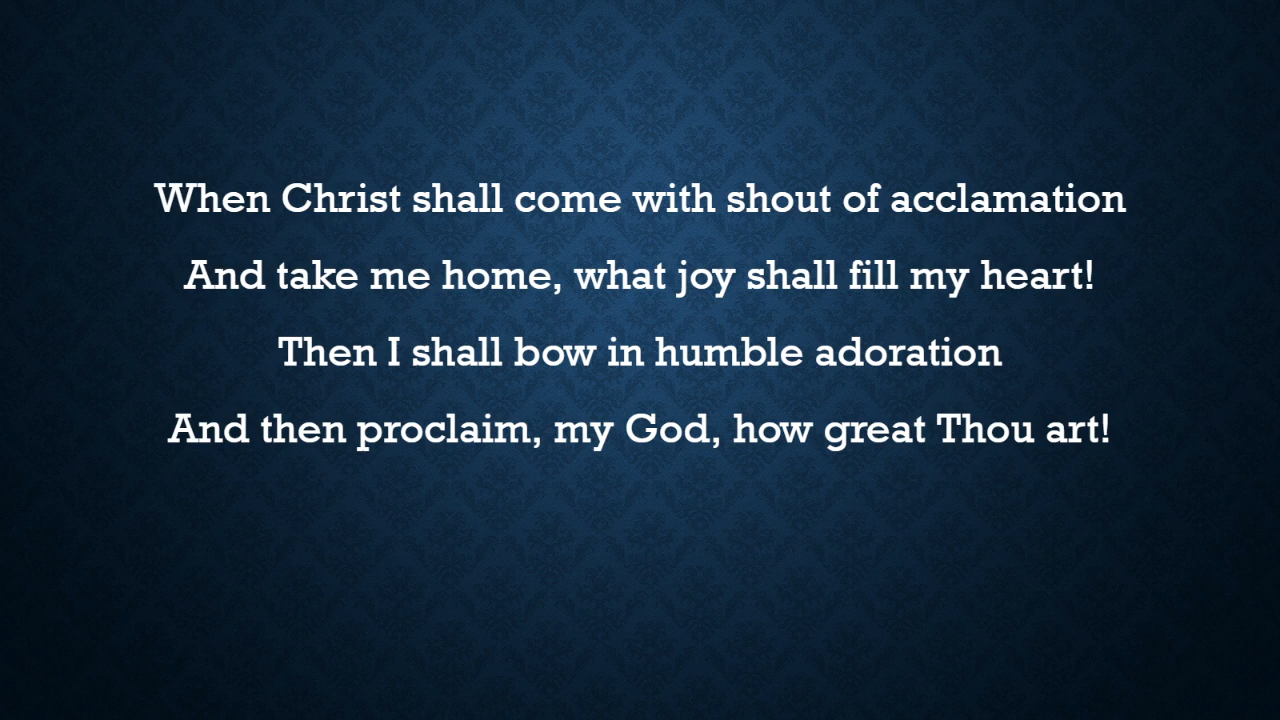 When Christ shall come with shout of acclamation
And take me home, what joy shall fill my heart!
Then I shall bow in humble adoration
And then proclaim, my God, how great Thou art!